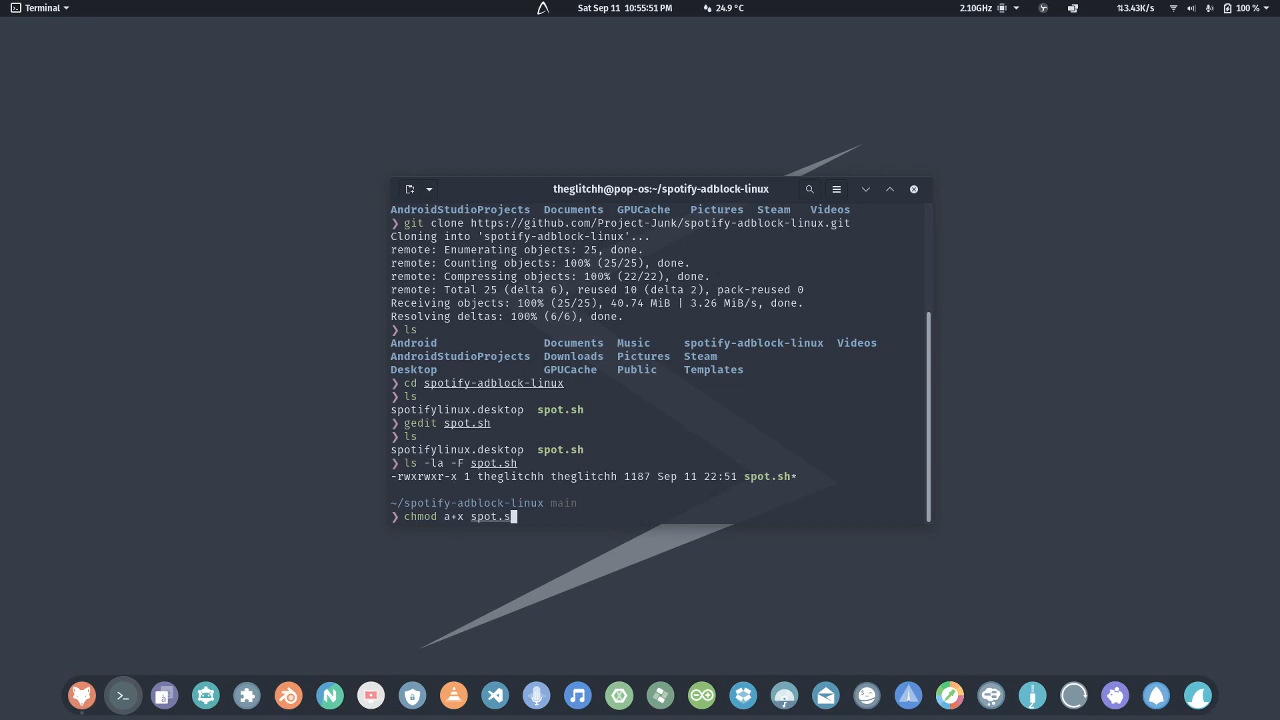 Terminal
Sat Sep 11 10:55:51 PM
24.9 °C
2.10GHz
⇅3.43K/s
100 %
theglitchh@pop-os:~/spotify-adblock-linux
AndroidStudioProjects Documents GPUCache Pictures Steam Videos
❯ git clone https://github.com/Project-Junk/spotify-adblock-linux.git
Cloning into 'spotify-adblock-linux'...
remote: Enumerating objects: 25, done.
remote: Counting objects: 100% (25/25), done.
remote: Compressing objects: 100% (22/22), done.
remote: Total 25 (delta 6), reused 10 (delta 2), pack-reused 0
Receiving objects: 100% (25/25), 40.74 MiB | 3.26 MiB/s, done.
Resolving deltas: 100% (6/6), done.
❯ ls
Android Documents Music spotify-adblock-linux Videos
AndroidStudioProjects Downloads Pictures Steam
Desktop GPUCache Public Templates
❯ cd spotify-adblock-linux
❯ ls
spotifylinux.desktop spot.sh
❯ gedit spot.sh
❯ ls
spotifylinux.desktop spot.sh
❯ ls -la -F spot.sh
-rwxrwxr-x 1 theglitchh theglitchh 1187 Sep 11 22:51 spot.sh*
~/spotify-adblock-linux main
❯ chmod a+x spot.s